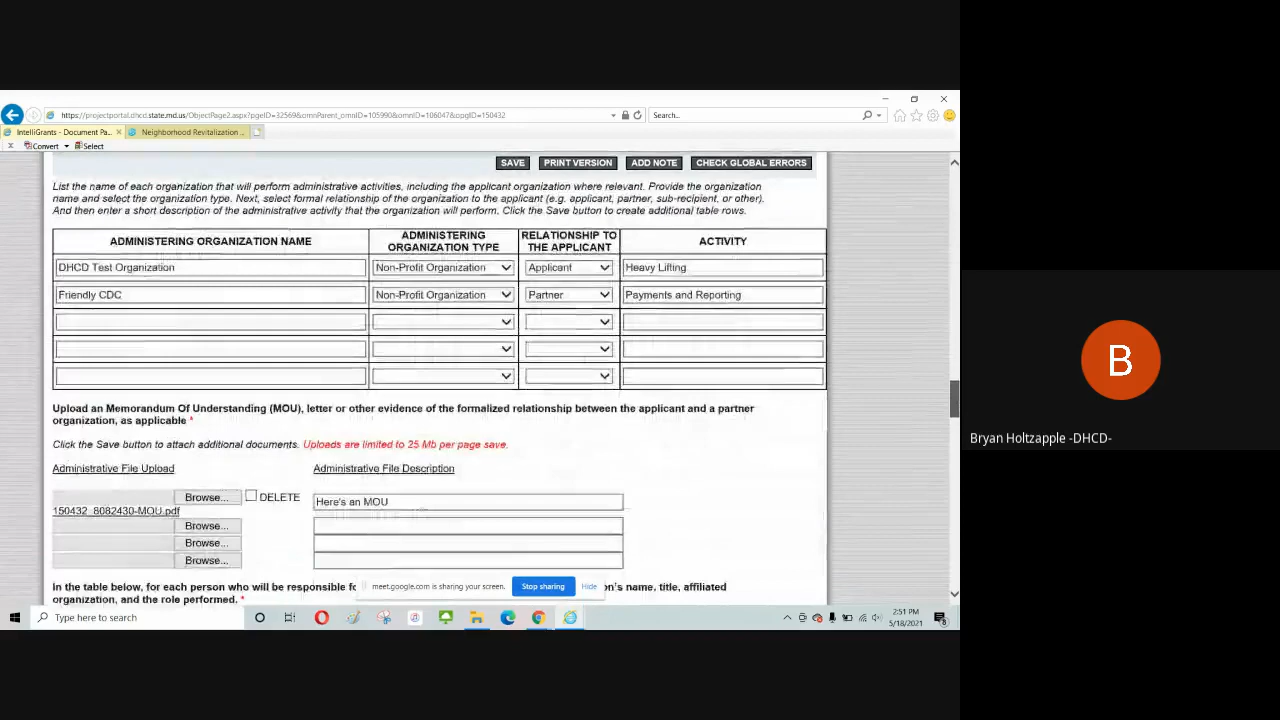 https://projectportal.dhcd.state.md.us/ObjectPage2.aspx?pgeID=32569&omnParent_omnID=105990&omnID=106047&opgID=150432
Search...
IntelliGrants - Document Pa...
Neighborhood Revitalization ...
Convert
Select
SAVE
PRINT VERSION
ADD NOTE
CHECK GLOBAL ERRORS
List the name of each organization that will perform administrative activities, including the applicant organization where relevant. Provide the organization
name and select the organization type. Next, select formal relationship of the organization to the applicant (e.g. applicant, partner, sub-recipient, or other).
And then enter a short description of the administrative activity that the organization will perform. Click the Save button to create additional table rows.
ADMINISTERING ORGANIZATION NAME
ADMINISTERING
ORGANIZATION TYPE
RELATIONSHIP TO
THE APPLICANT
ACTIVITY
DHCD Test Organization
Non-Profit Organization
Applicant
Heavy Lifting
Friendly CDC
Non-Profit Organization
Partner
Payments and Reporting
Upload an Memorandum Of Understanding (MOU), letter or other evidence of the formalized relationship between the applicant and a partner
organization, as applicable *
Click the Save button to attach additional documents. Uploads are limited to 25 Mb per page save.
Administrative File Upload
Administrative File Description
Browse...
DELETE
Here's an MOU
150432_8082430-MOU.pdf
Browse...
Browse...
Browse...
In the table below, for each person who will be responsible fo
on's name, title, affiliated
organization, and the role performed. *
meet.google.com is sharing your screen.
Stop sharing
Hide
Type here to search
2:51 PM
5/18/2021
8
B
Bryan Holtzapple -DHCD-